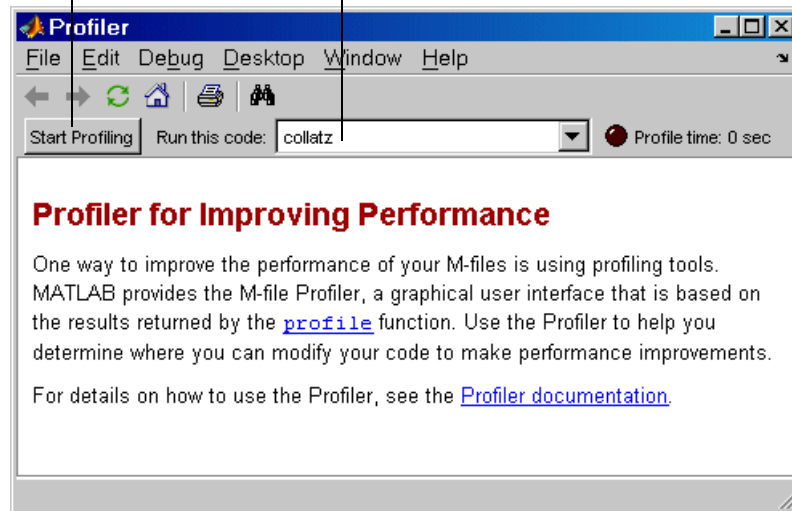 Profiler
File Edit Debug Desktop Window Help
Start Profiling Run this code: collatz Profile time: 0 sec
Profiler for Improving Performance
One way to improve the performance of your M-files is using profiling tools.
MATLAB provides the M-file Profiler, a graphical user interface that is based on
the results returned by the profile function. Use the Profiler to help you
determine where you can modify your code to make performance improvements.
For details on how to use the Profiler, see the Profiler documentation.